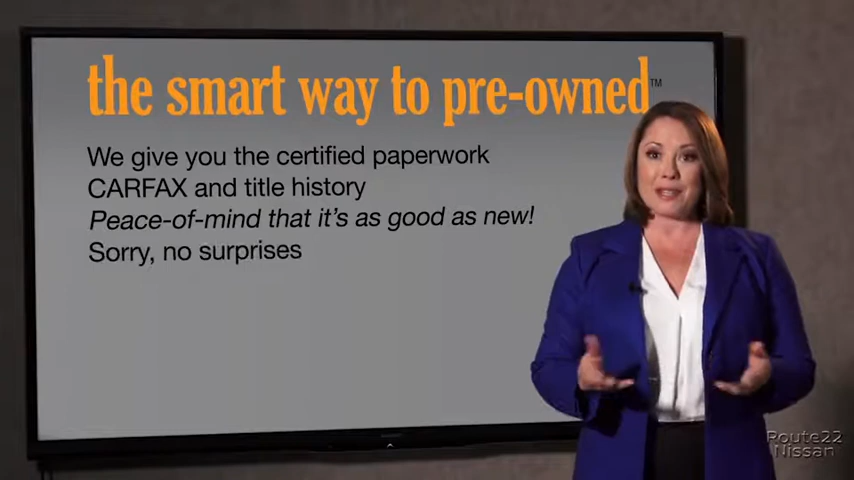 the smart way to pre-owned™
We give you the certified paperwork
CARFAX and title history
Peace-of-mind that it's as good as new!
Sorry, no surprises
Route22
Nissan